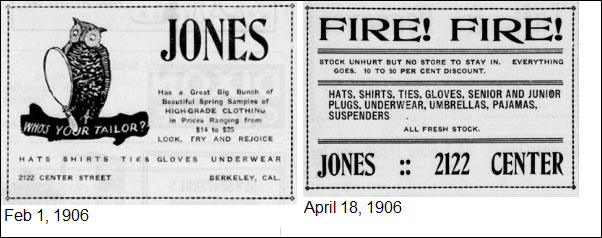 JONES
Has a Great Big Bunch of
Beautiful Spring Samples of
HIGH-GRADE CLOTHING
in Prices Ranging from
$14 to $25
LOOK, TRY AND REJOICE
WHO'S YOUR TAILOR?
HATS SHIRTS TIES GLOVES UNDERWEAR
2122 CENTER STREET BERKELEY, CAL.
Feb 1, 1906
FIRE! FIRE!
STOCK UNHURT BUT NO STORE TO STAY IN. EVERYTHING
GOES. 10 TO 50 PER CENT DISCOUNT.
HATS, SHIRTS, TIES, GLOVES, SENIOR AND JUNIOR
PLUGS, UNDERWEAR, UMBRELLAS, PAJAMAS,
SUSPENDERS
ALL FRESH STOCK.
JONES :: 2122 CENTER
April 18, 1906